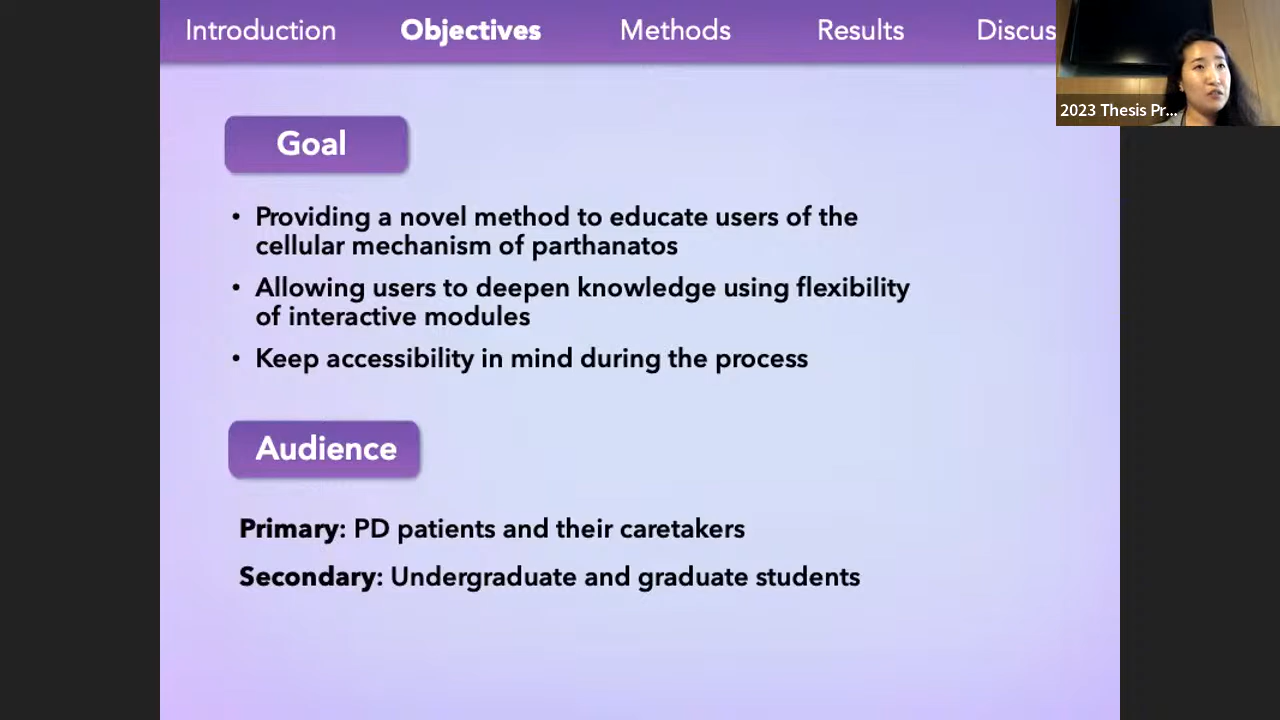 Introduction Objectives Methods Results Discus
2023 Thesis Pr...
Goal
• Providing a novel method to educate users of the
cellular mechanism of parthanatos
• Allowing users to deepen knowledge using flexibility
of interactive modules
• Keep accessibility in mind during the process
Audience
Primary: PD patients and their caretakers
Secondary: Undergraduate and graduate students